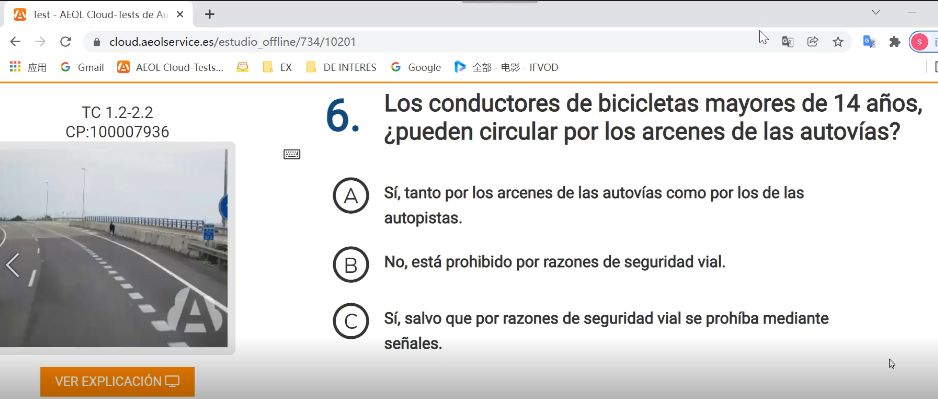 Test - AEOL Cloud-Tests de Au
cloud.aeolservice.es/estudio_offline/734/10201
应用 Gmail AEOL Cloud-Tests... EX DE INTERES Google 全部 - 电影 - IFVOD
TC 1.2-2.2
CP:100007936
6. Los conductores de bicicletas mayores de 14 años,
¿pueden circular por los arcenes de las autovías?
A Sí, tanto por los arcenes de las autovías como por los de las
autopistas.
B No, está prohibido por razones de seguridad vial.
C Sí, salvo que por razones de seguridad vial se prohíba mediante
señales.
VER EXPLICACIÓN